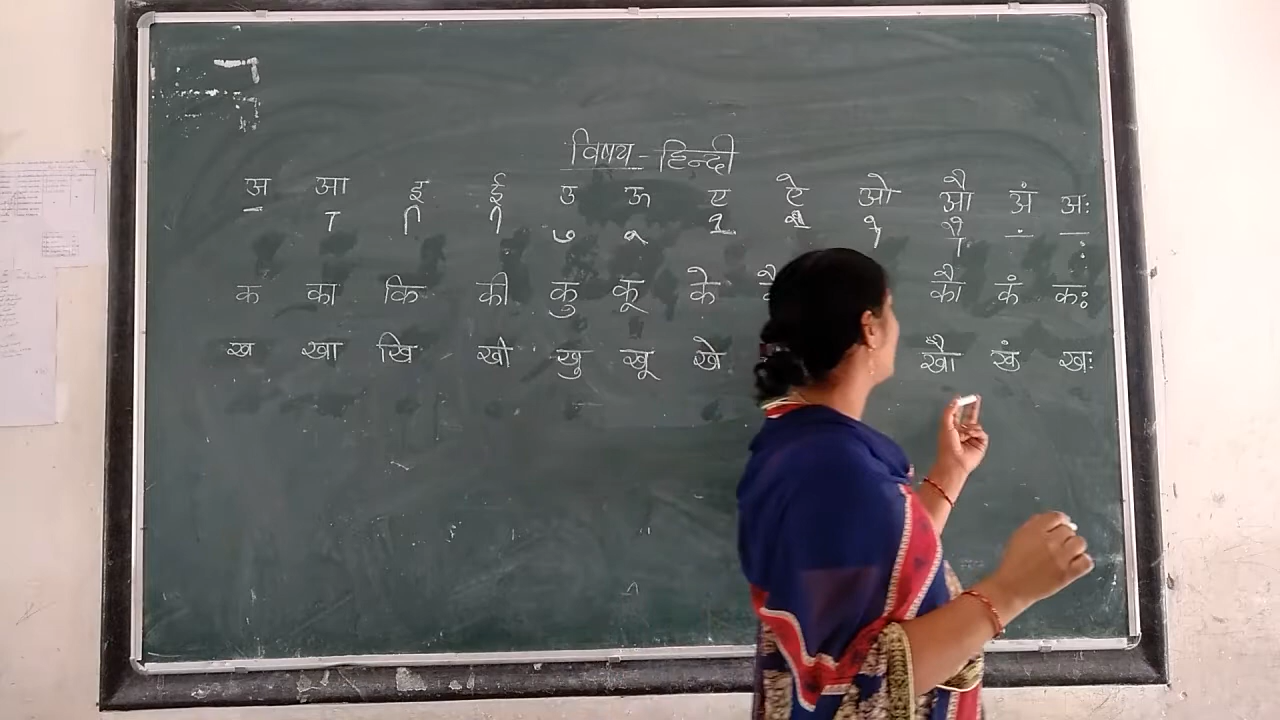 विषय - हिन्दी
अ आ इ ई उ ऊ ए ऐ ओ औ अं अः
– ा ि ी ु ू े ै ो ौ ं ः
क का कि की कु कू के कौ कं कः
ख खा खि खी खु खू खे खौ खं खः